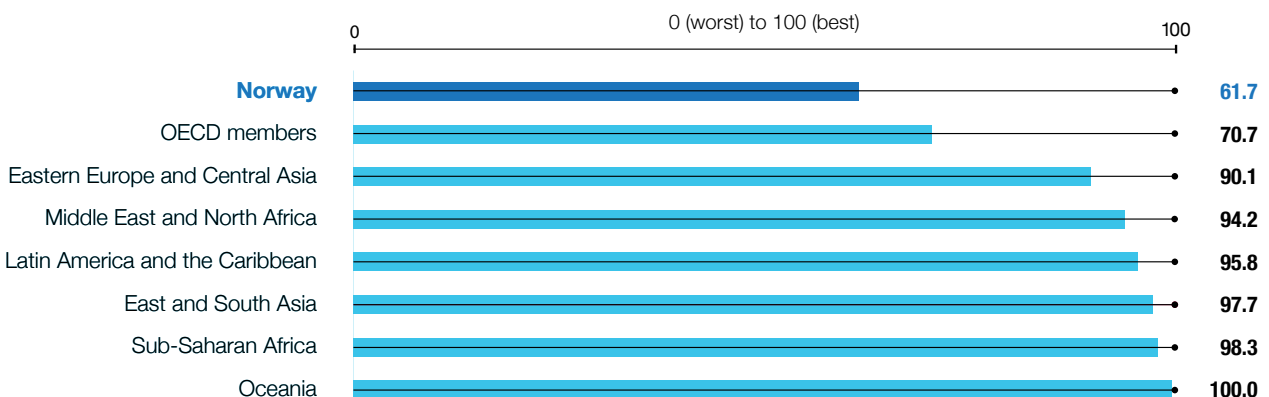 0 (worst) to 100 (best)
0 100
Norway 61.7
OECD members 70.7
Eastern Europe and Central Asia 90.1
Middle East and North Africa 94.2
Latin America and the Caribbean 95.8
East and South Asia 97.7
Sub-Saharan Africa 98.3
Oceania 100.0